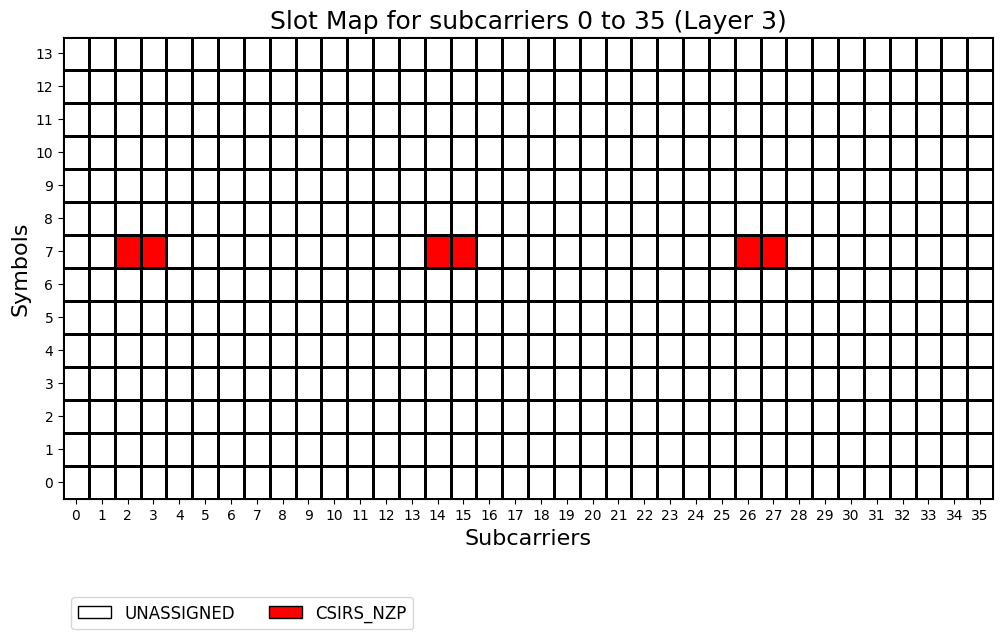 Slot Map for subcarriers 0 to 35 (Layer 3)
Symbols
13
12
11
10
9
8
7
6
5
4
3
2
1
0
0 1 2 3 4 5 6 7 8 9 10 11 12 13 14 15 16 17 18 19 20 21 22 23 24 25 26 27 28 29 30 31 32 33 34 35
Subcarriers
UNASSIGNED CSIRS_NZP